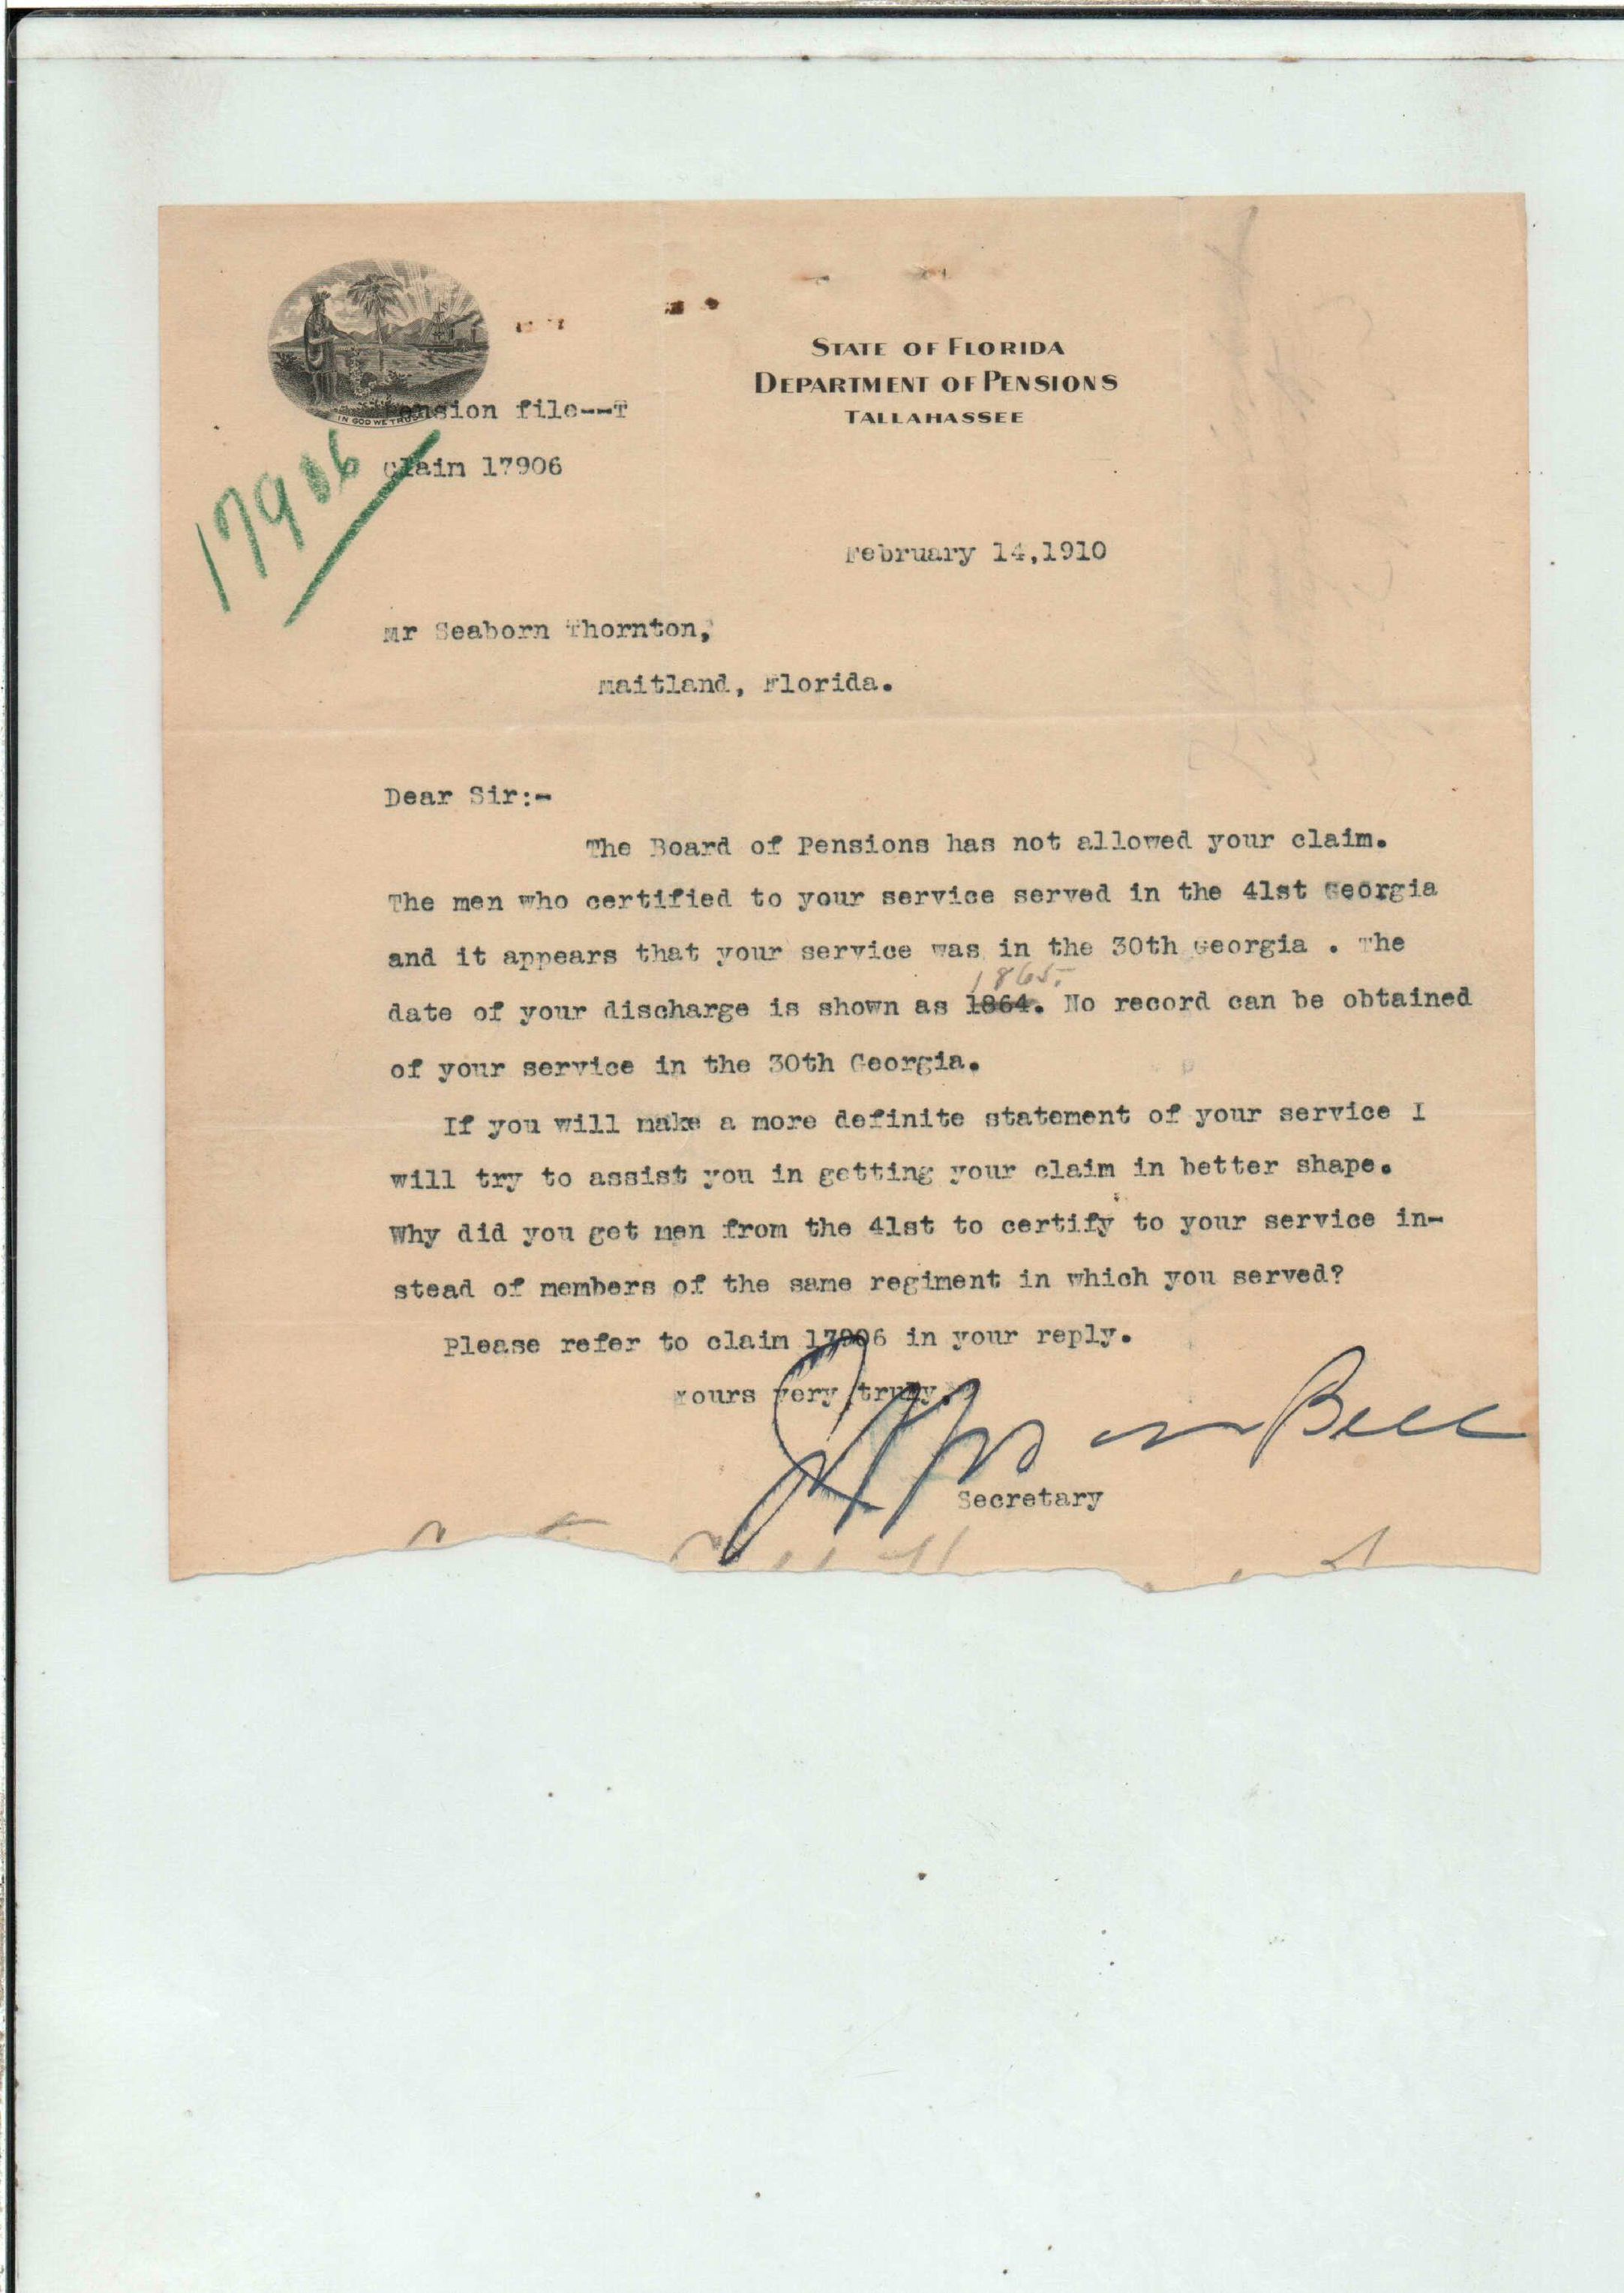 STATE OF FLORIDA
DEPARTMENT OF PENSIONS
TALLAHASSEE
IN GOD WE TRUST
Pension file--T
Claim 17906
17906
February 14,1910
Mr Seaborn Thornton,
Maitland, Florida.
Dear Sir:-
The Board of Pensions has not allowed your claim.
The men who certified to your service served in the 41st Georgia
and it appears that your service was in the 30th Georgia . The
1865.
date of your discharge is shown as 1864. No record can be obtained
of your service in the 30th Georgia.
If you will make a more definite statement of your service I
will try to assist you in getting your claim in better shape.
Why did you get men from the 41st to certify to your service in-
stead of members of the same regiment in which you served?
Please refer to claim 17906 in your reply.
Yours very truly,
Bell
Secretary